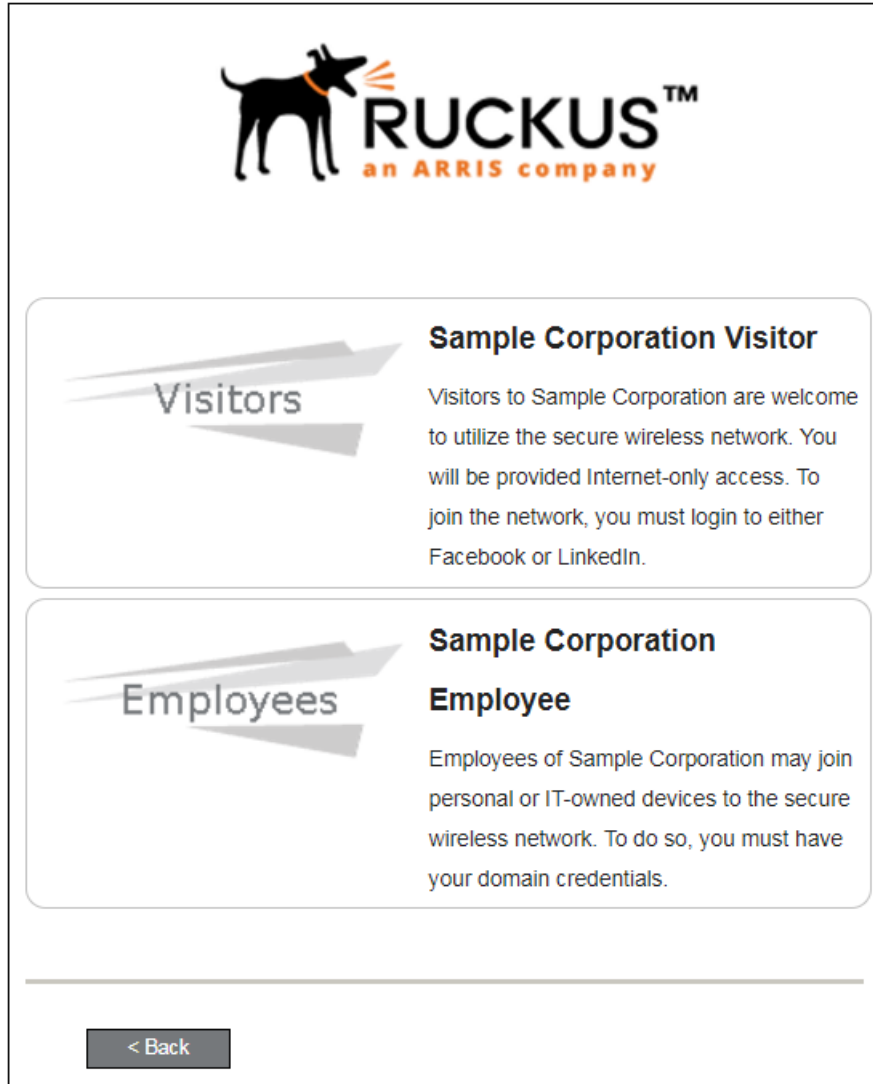 RUCKUS™
an ARRIS company
Visitors
Sample Corporation Visitor
Visitors to Sample Corporation are welcome
to utilize the secure wireless network. You
will be provided Internet-only access. To
join the network, you must login to either
Facebook or LinkedIn.
Employees
Sample Corporation
Employee
Employees of Sample Corporation may join
personal or IT-owned devices to the secure
wireless network. To do so, you must have
your domain credentials.
< Back